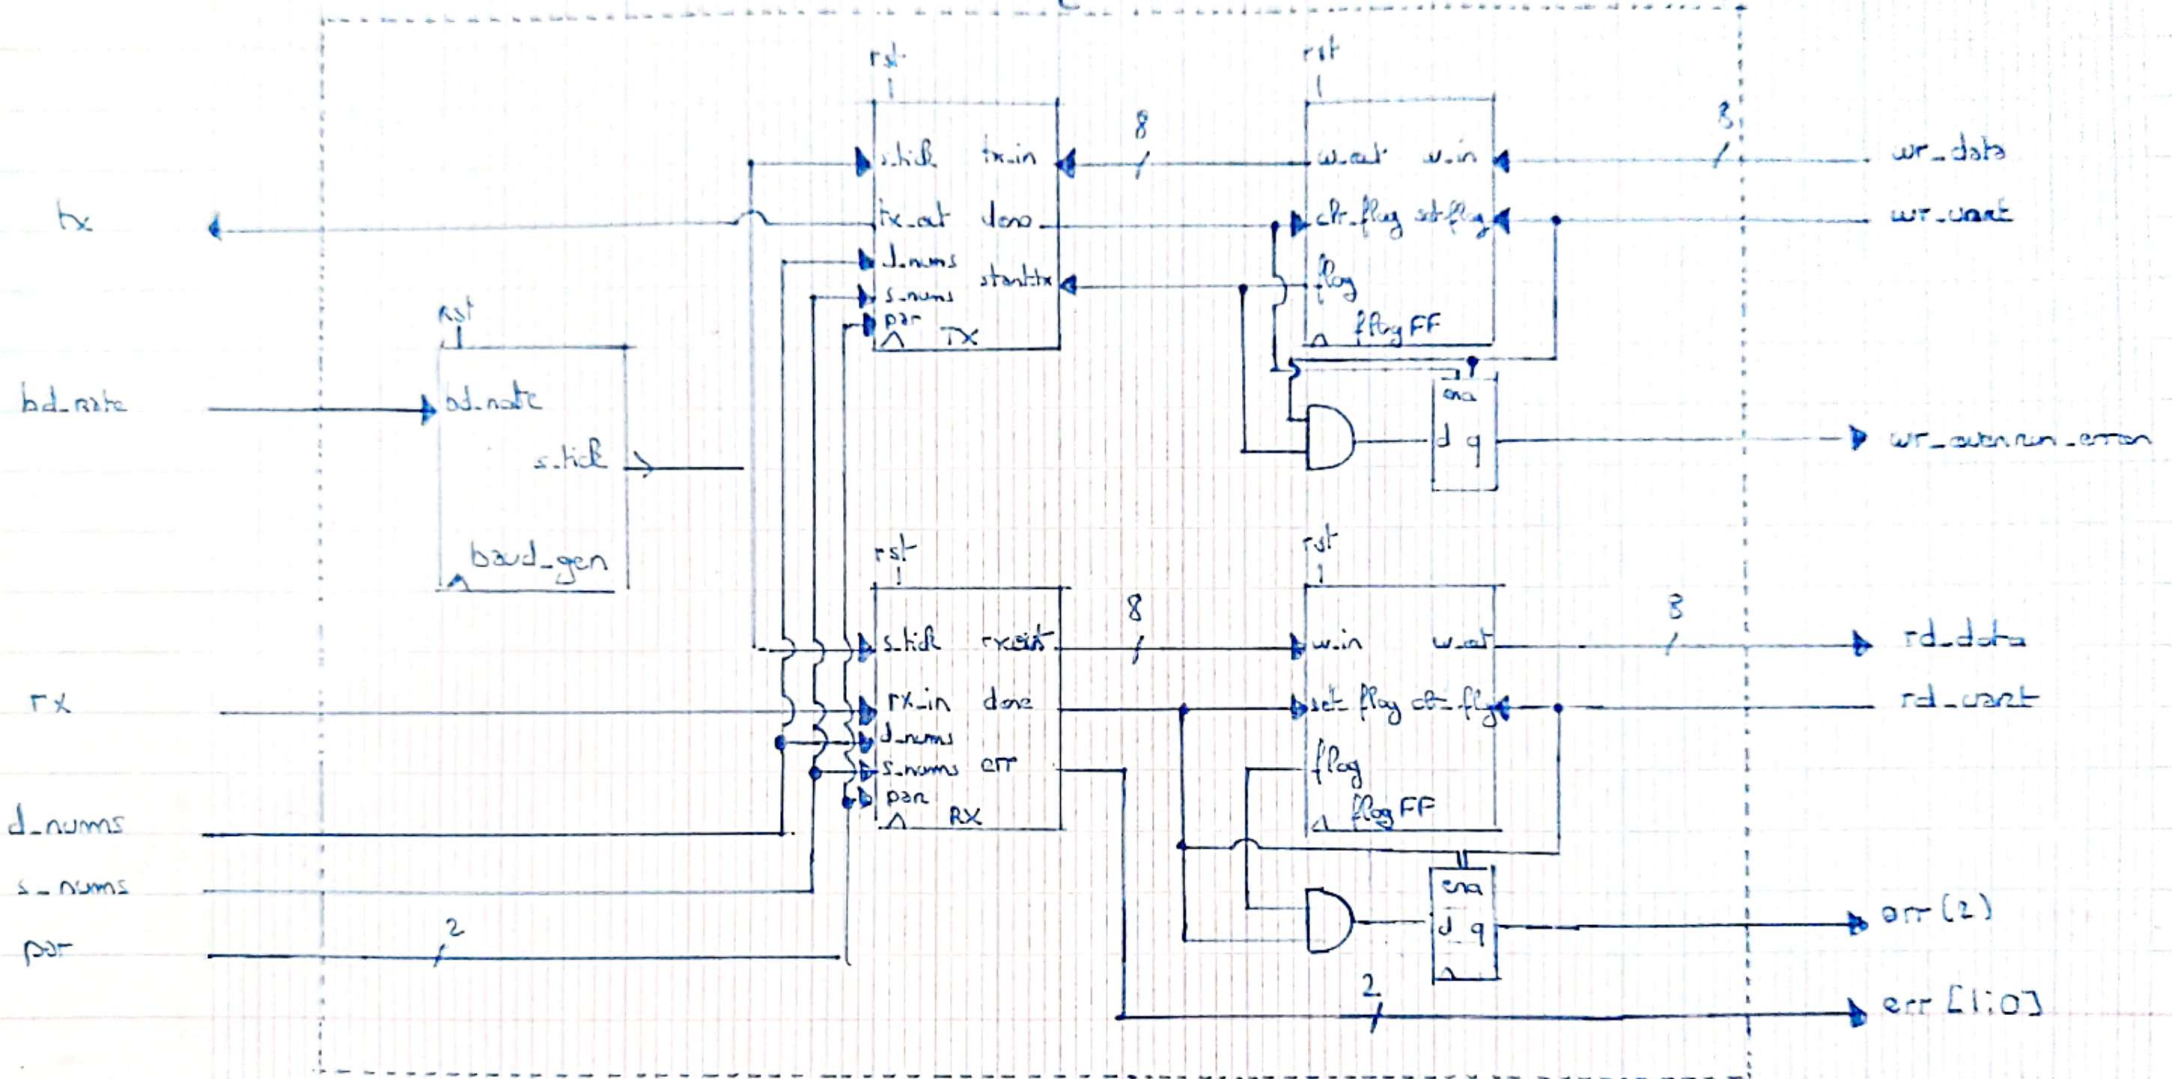 rst
rst
8
8
s_tick
tx_in
w_out
w_in
wr_data
tx
tx_out
done
clr_flag
set_flag
wr_uart
d_nums
start_tx
flag
s_nums
par
TX
flag FF
rst
bd_rate
bd_rate
ena
d q
wr_overrun_error
s_tick
baud_gen
rst
rst
8
8
s_tick
rx_out
w_in
w_out
rd_data
rx
rx_in
done
set_flag
clr_flag
rd_uart
d_nums
s_nums
err
flag
par
RX
flag FF
d_nums
s_nums
ena
d q
err (2)
par
2
2
err [1:0]